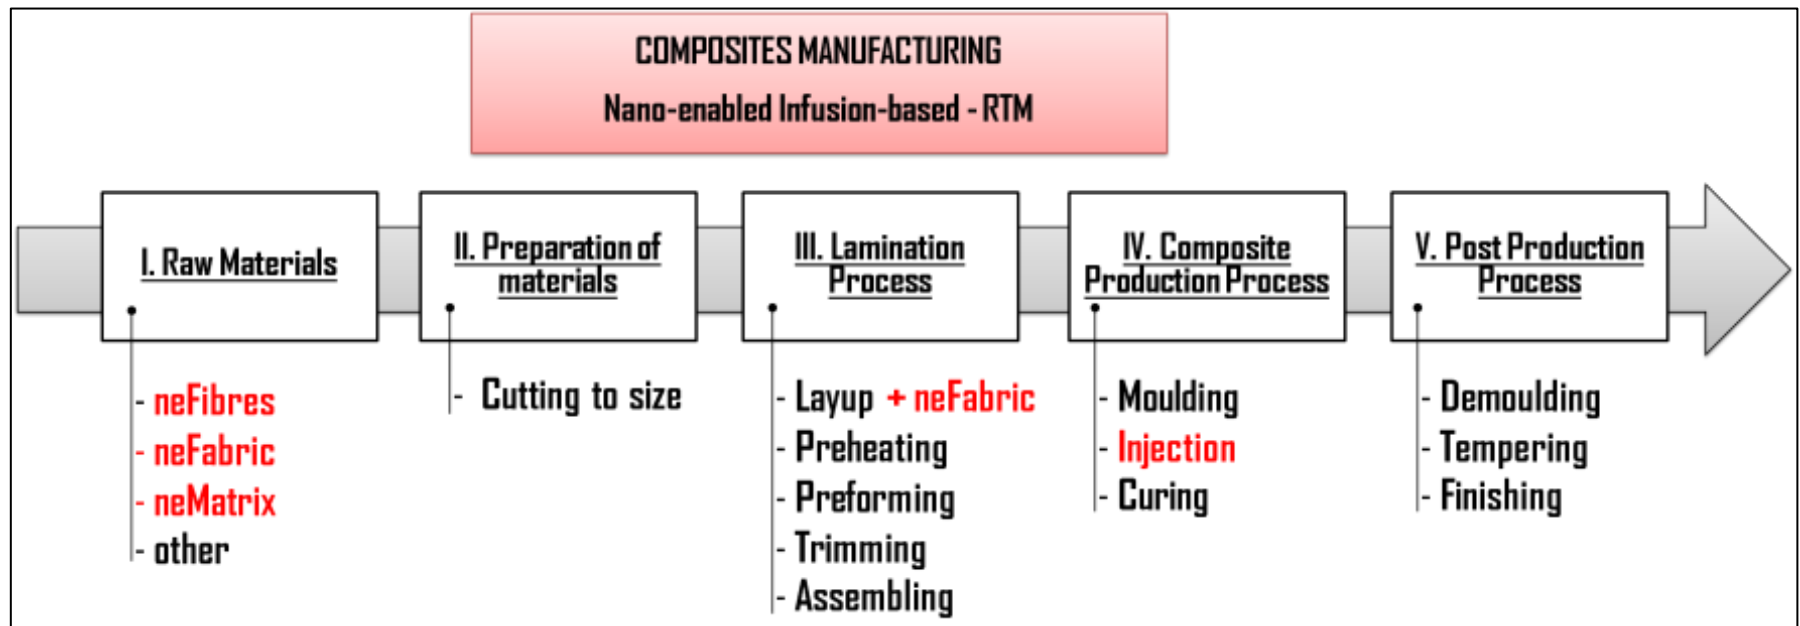 COMPOSITES MANUFACTURING
Nano-enabled Infusion-based - RTM
I. Raw Materials
- neFibres
- neFabric
- neMatrix
- other
II. Preparation of
materials
- Cutting to size
III. Lamination
Process
- Layup + neFabric
- Preheating
- Preforming
- Trimming
- Assembling
IV. Composite
Production Process
- Moulding
- Injection
- Curing
V. Post Production
Process
- Demoulding
- Tempering
- Finishing